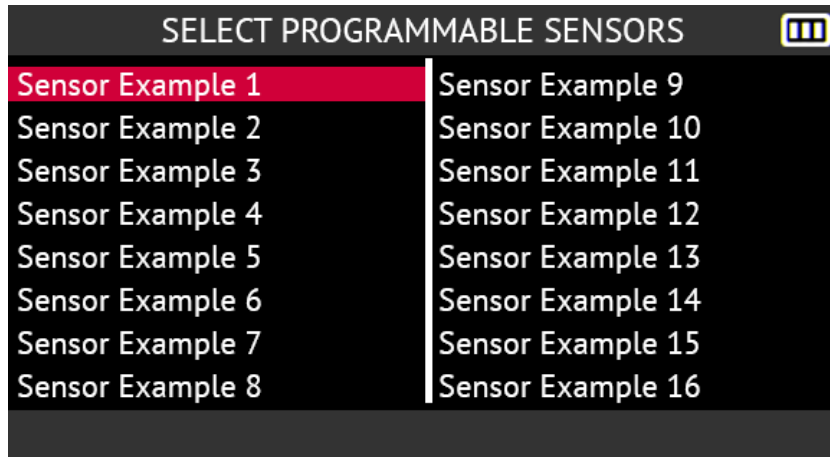 SELECT PROGRAMMABLE SENSORS
Sensor Example 1
Sensor Example 2
Sensor Example 3
Sensor Example 4
Sensor Example 5
Sensor Example 6
Sensor Example 7
Sensor Example 8
Sensor Example 9
Sensor Example 10
Sensor Example 11
Sensor Example 12
Sensor Example 13
Sensor Example 14
Sensor Example 15
Sensor Example 16